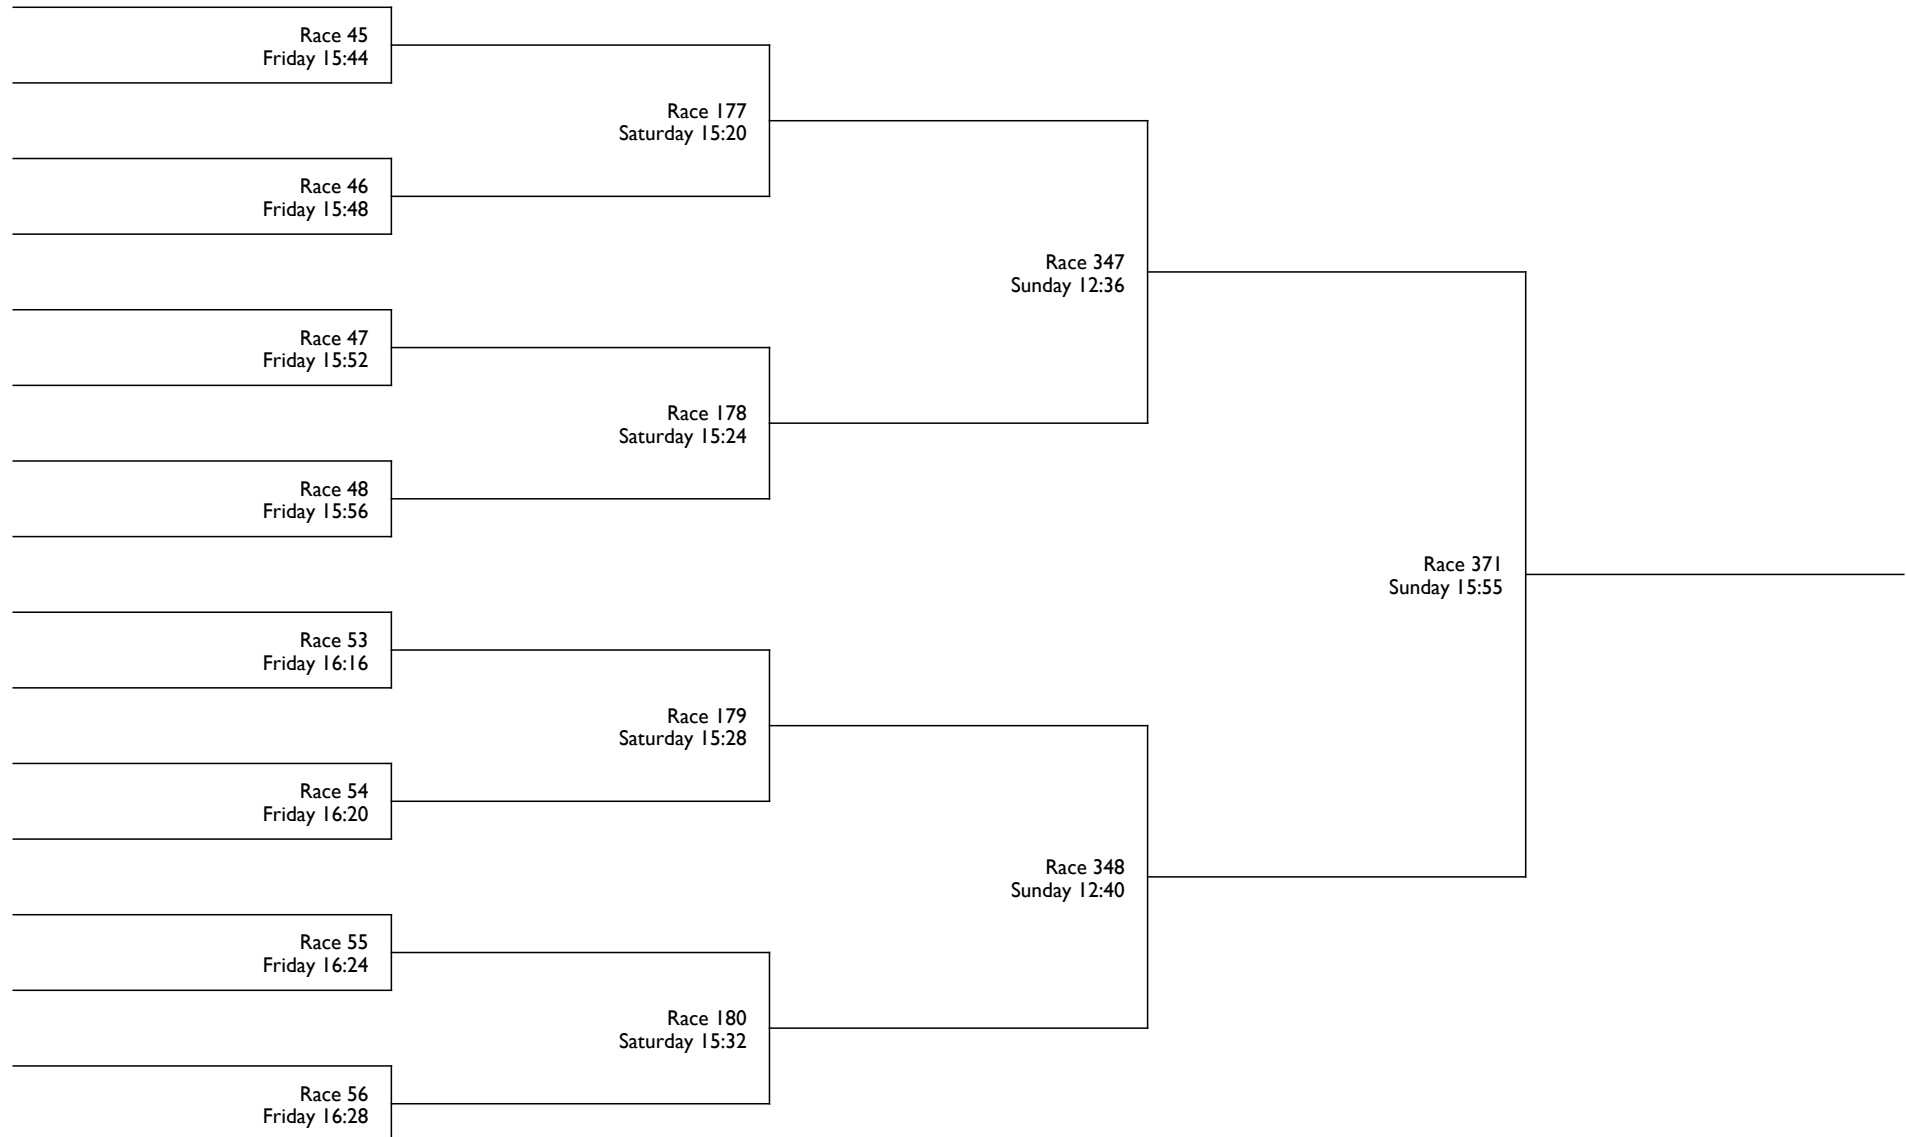 Race 45
Friday 15:44
Race 177
Saturday 15:20
Race 46
Friday 15:48
Race 347
Sunday 12:36
Race 47
Friday 15:52
Race 178
Saturday 15:24
Race 48
Friday 15:56
Race 371
Sunday 15:55
Race 53
Friday 16:16
Race 179
Saturday 15:28
Race 54
Friday 16:20
Race 348
Sunday 12:40
Race 55
Friday 16:24
Race 180
Saturday 15:32
Race 56
Friday 16:28